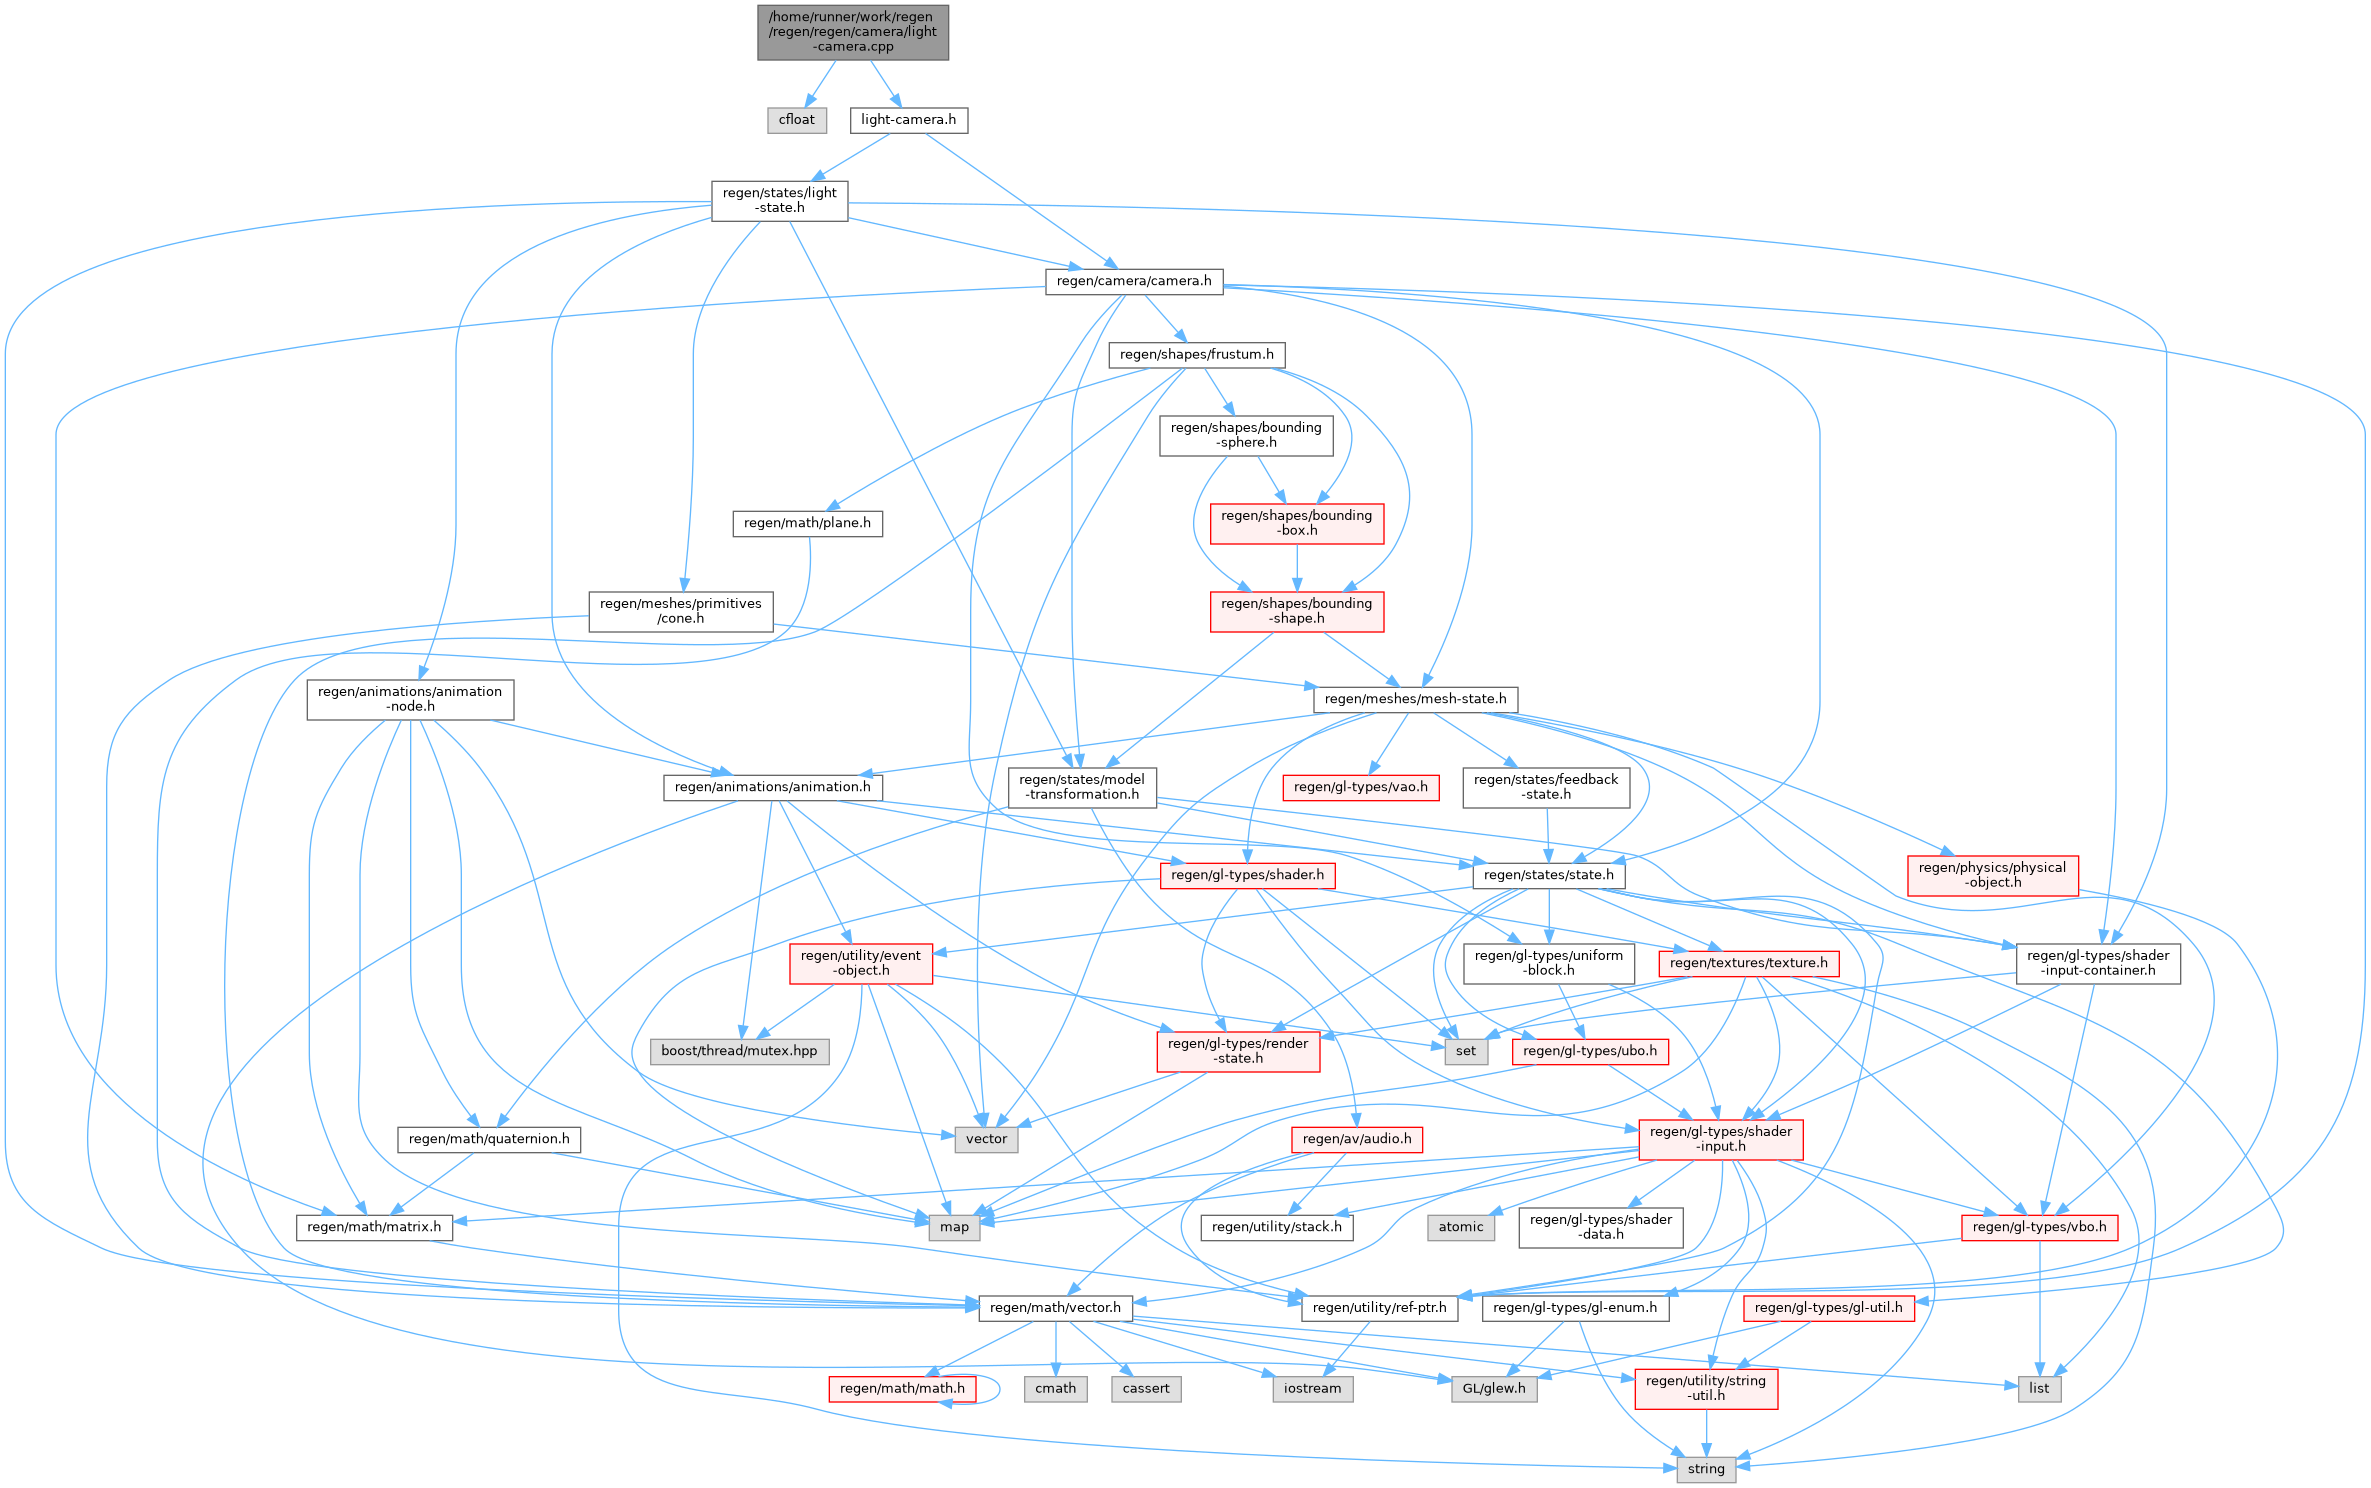 /home/runner/work/regen
/regen/regen/camera/light
-camera.cpp
cfloat
light-camera.h
regen/states/light
-state.h
regen/camera/camera.h
regen/shapes/frustum.h
regen/shapes/bounding
-sphere.h
regen/math/plane.h
regen/shapes/bounding
-box.h
regen/meshes/primitives
/cone.h
regen/shapes/bounding
-shape.h
regen/animations/animation
-node.h
regen/meshes/mesh-state.h
regen/animations/animation.h
regen/states/model
-transformation.h
regen/gl-types/vao.h
regen/states/feedback
-state.h
regen/gl-types/shader.h
regen/states/state.h
regen/physics/physical
-object.h
regen/utility/event
-object.h
regen/gl-types/uniform
-block.h
regen/textures/texture.h
regen/gl-types/shader
-input-container.h
boost/thread/mutex.hpp
regen/gl-types/render
-state.h
set
regen/gl-types/ubo.h
regen/math/quaternion.h
vector
regen/av/audio.h
regen/gl-types/shader
-input.h
regen/math/matrix.h
map
regen/utility/stack.h
atomic
regen/gl-types/shader
-data.h
regen/gl-types/vbo.h
regen/math/vector.h
regen/utility/ref-ptr.h
regen/gl-types/gl-enum.h
regen/gl-types/gl-util.h
regen/math/math.h
cmath
cassert
iostream
GL/glew.h
regen/utility/string
-util.h
list
string